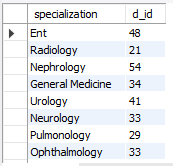 specialization d_id
Ent 48
Radiology 21
Nephrology 54
General Medicine 34
Urology 41
Neurology 33
Pulmonology 29
Ophthalmology 33